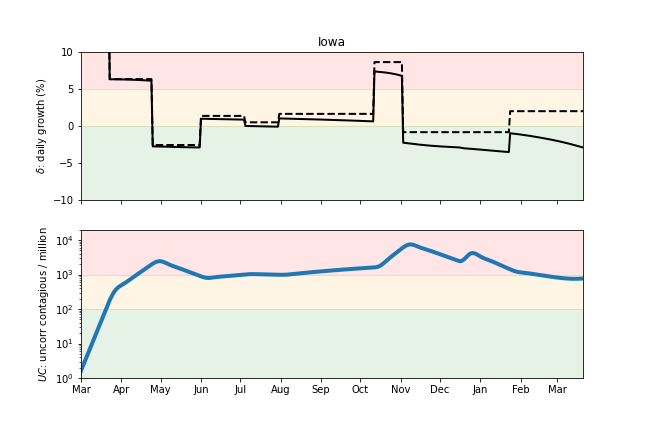 Iowa
δ: daily growth (%)
10
5
0
−5
−10
UC: uncorr contagious / million
10⁴
10³
10²
10¹
10⁰
Mar Apr May Jun Jul Aug Sep Oct Nov Dec Jan Feb Mar